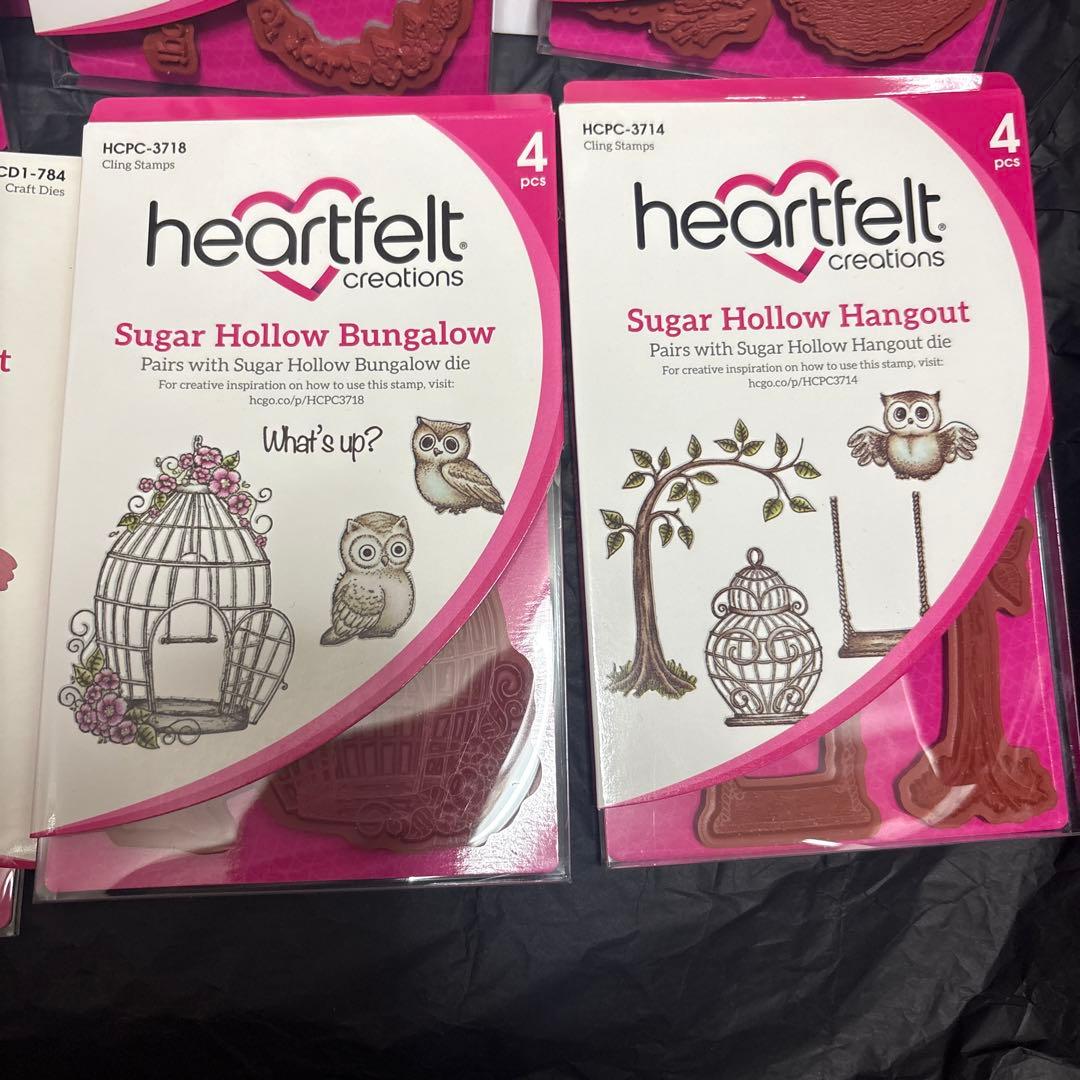 CD1-784
Craft Dies
t
HCPC-3718
Cling Stamps
4
pcs
heartfelt®
creations
Sugar Hollow Bungalow
Pairs with Sugar Hollow Bungalow die
For creative inspiration on how to use this stamp, visit:
hcgo.co/p/HCPC3718
What's up?
HCPC-3714
Cling Stamps
4
pcs
heartfelt®
creations
Sugar Hollow Hangout
Pairs with Sugar Hollow Hangout die
For creative inspiration on how to use this stamp, visit:
hcgo.co/p/HCPC3714